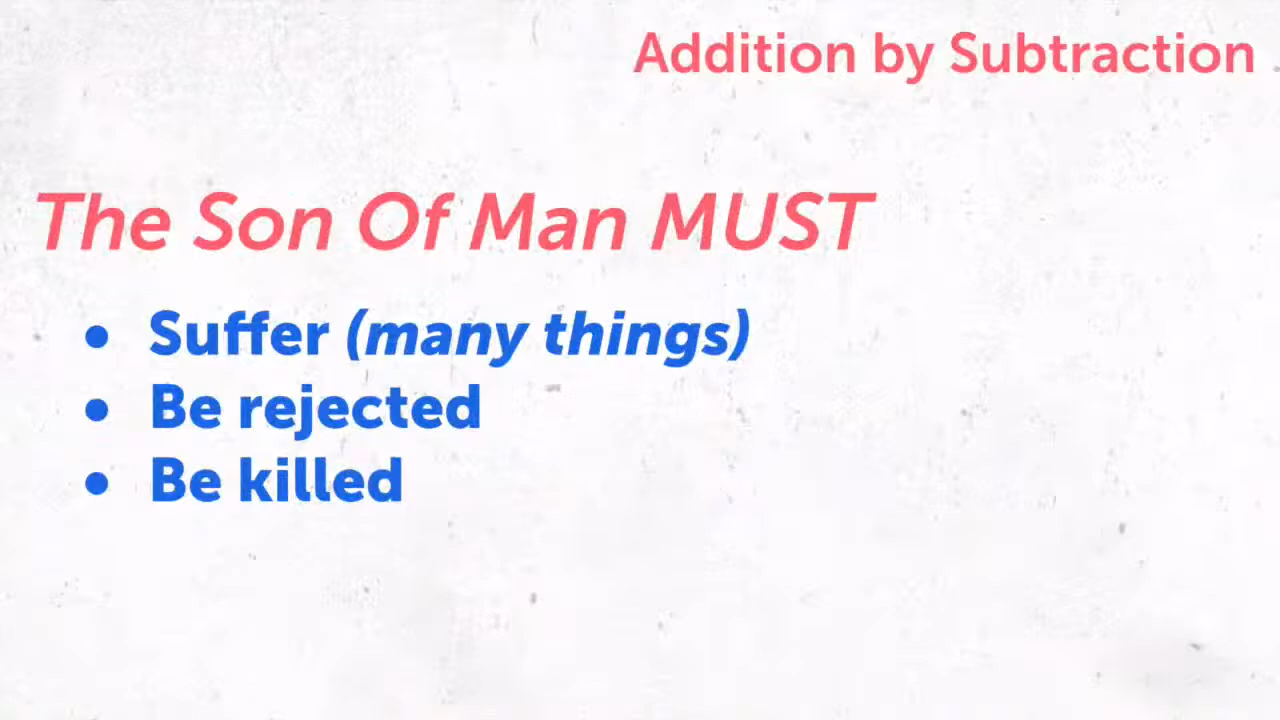 Addition by Subtraction
The Son Of Man MUST
• Suffer (many things)
• Be rejected
• Be killed